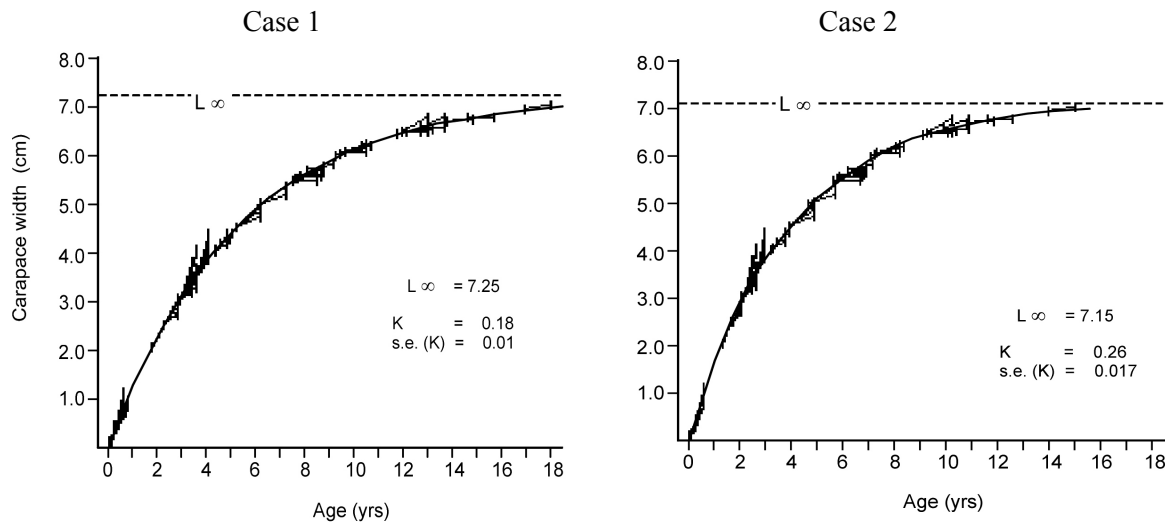 Case 1
8.0
7.0
6.0
5.0
4.0
3.0
2.0
1.0
L ∞
Carapace width (cm)
L ∞ = 7.25
K = 0.18
s.e. (K) = 0.01
0 2 4 6 8 10 12 14 16 18
Age (yrs)
Case 2
8.0
7.0
6.0
5.0
4.0
3.0
2.0
1.0
L ∞
L ∞ = 7.15
K = 0.26
s.e. (K) = 0.017
0 2 4 6 8 10 12 14 16 18
Age (yrs)